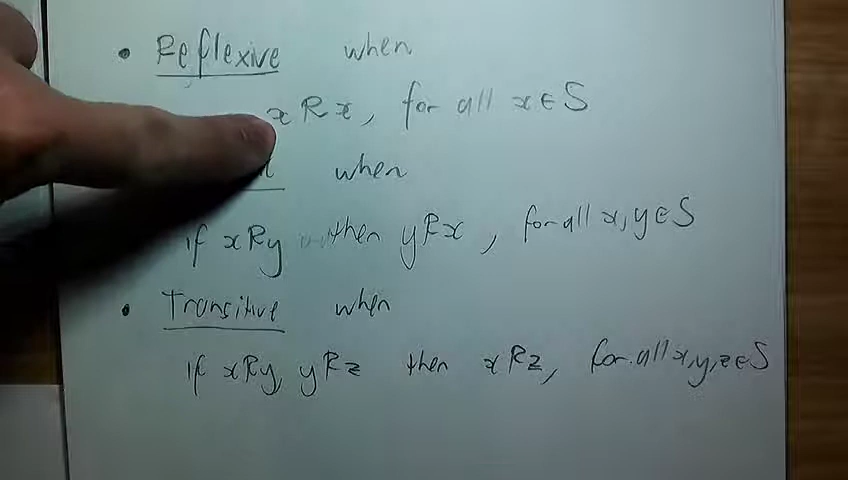 • Reflexive when
x R x, for all x ∈ S
when
if xRy then yRx, for all x, y ∈ S
• Transitive when
if xRy, yRz then xRz, for all x, y, z ∈ S